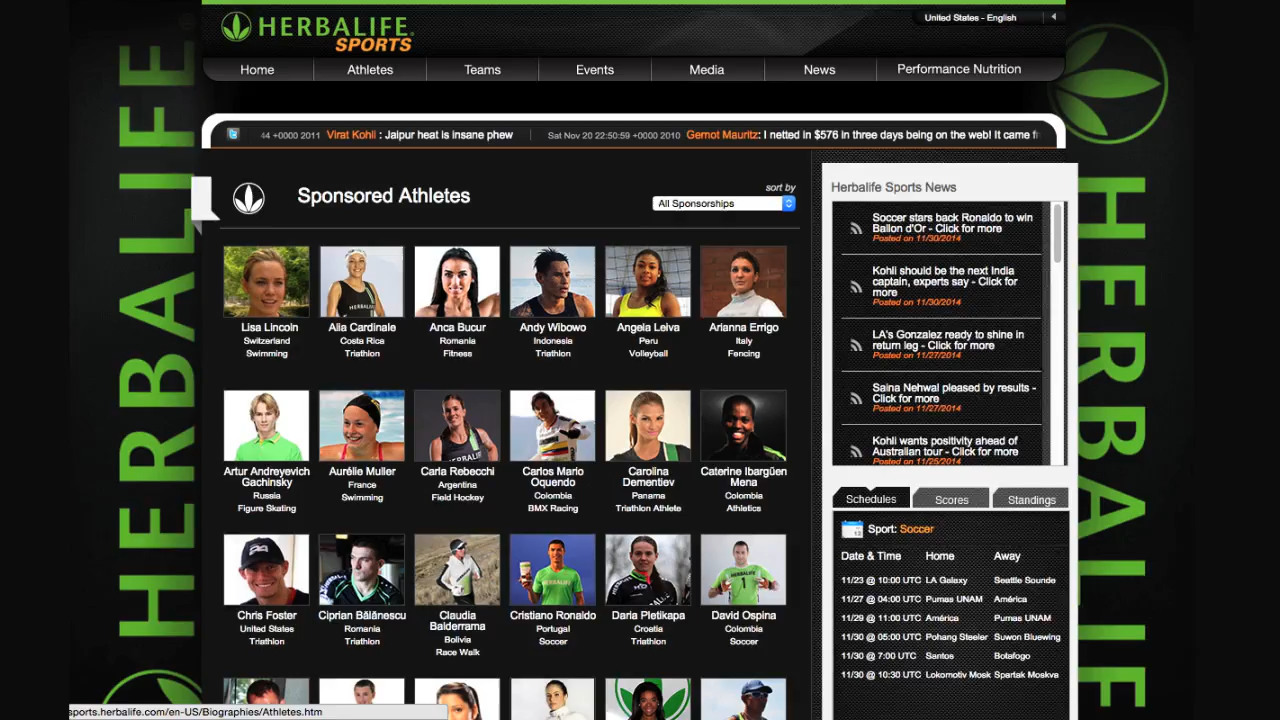 HERBALIFE
SPORTS
United States - English
Home
Athletes
Teams
Events
Media
News
Performance Nutrition
44 +0000 2011 Virat Kohli : Jaipur heat is insane phew
Sat Nov 20 22:50:59 +0000 2010 Gernot Mauritz: I netted in $576 in three days being on the web! It came
Sponsored Athletes
sort by
All Sponsorships
Lisa Lincoln
Switzerland
Swimming
Alia Cardinale
Costa Rica
Triathlon
Anca Bucur
Romania
Fitness
Andy Wibowo
Indonesia
Triathlon
Angela Leiva
Peru
Volleyball
Arianna Errigo
Italy
Fencing
Artur Andreyevich
Gachinsky
Russia
Figure Skating
Aurélie Muller
France
Swimming
Carla Rebecchi
Argentina
Field Hockey
Carlos Mario
Oquendo
Colombia
BMX Racing
Carolina
Dementiev
Panama
Triathlon Athlete
Caterine Ibargüen
Mena
Colombia
Athletics
Chris Foster
United States
Triathlon
Ciprian Bălănescu
Romania
Triathlon
Claudia
Balderrama
Bolivia
Race Walk
Cristiano Ronaldo
Portugal
Soccer
Daria Pletikapa
Croatia
Triathlon
David Ospina
Colombia
Soccer
Herbalife Sports News
Soccer stars back Ronaldo to win
Ballon d'Or - Click for more
Posted on 11/30/2014
Kohli should be the next India
captain, experts say - Click for
more
Posted on 11/30/2014
LA's Gonzalez ready to shine in
return leg - Click for more
Posted on 11/27/2014
Saina Nehwal pleased by results -
Click for more
Posted on 11/27/2014
Kohli wants positivity ahead of
Australian tour - Click for more
Posted on 11/25/2014
Schedules
Scores
Standings
Sport: Soccer
Date & Time Home Away
11/23 @ 10:00 UTC LA Galaxy Seattle Sounde
11/27 @ 04:00 UTC Pumas UNAM América
11/29 @ 11:00 UTC América Pumas UNAM
11/30 @ 05:00 UTC Pohang Steeler Suwon Bluewing
11/30 @ 7:00 UTC Santos Botafogo
11/30 @ 10:30 UTC Lokomotiv Mosk Spartak Moskva
HERBALIFE
HERBALIFE
sports.herbalife.com/en-US/Biographies/Athletes.htm